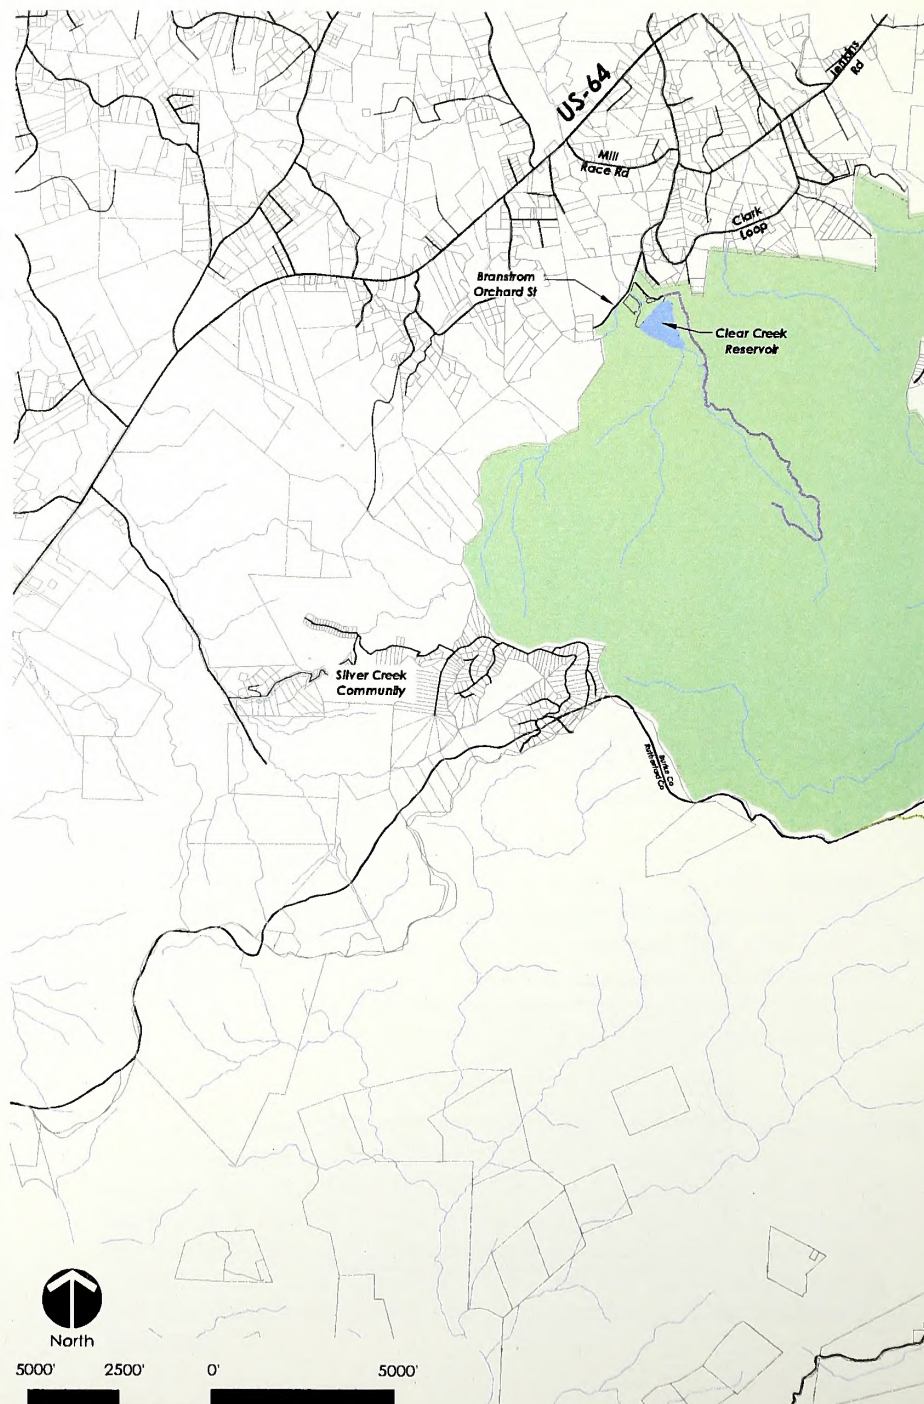 US-64
Jenkins
Rd
Mill
Race Rd
Clark
Loop
Branstrom
Orchard St
Clear Creek
Reservoir
Silver Creek
Community
Burke Co
Rutherford Co
North
5000' 2500' 0' 5000'